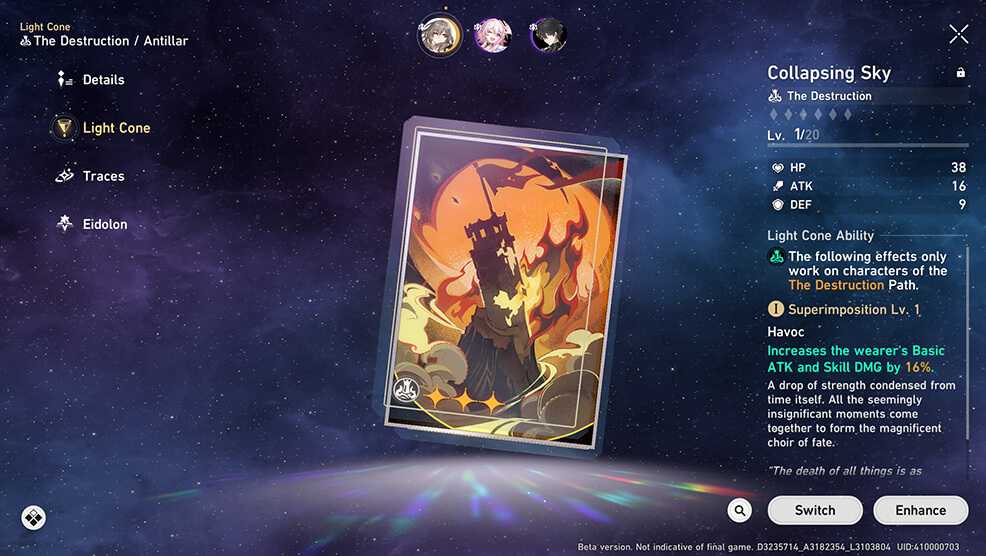 Light Cone
The Destruction / Antillar
Details
Light Cone
Traces
Eidolon
Collapsing Sky
The Destruction
Lv. 1/20
HP 38
ATK 16
DEF 9
Light Cone Ability
The following effects only
work on characters of the
The Destruction Path.
I Superimposition Lv. 1
Havoc
Increases the wearer's Basic
ATK and Skill DMG by 16%.
A drop of strength condensed from
time itself. All the seemingly
insignificant moments come
together to form the magnificent
choir of fate.
"The death of all things is as
Switch
Enhance
Beta version. Not indicative of final game. D3235714_A3182354_L3103804 UID:410000703